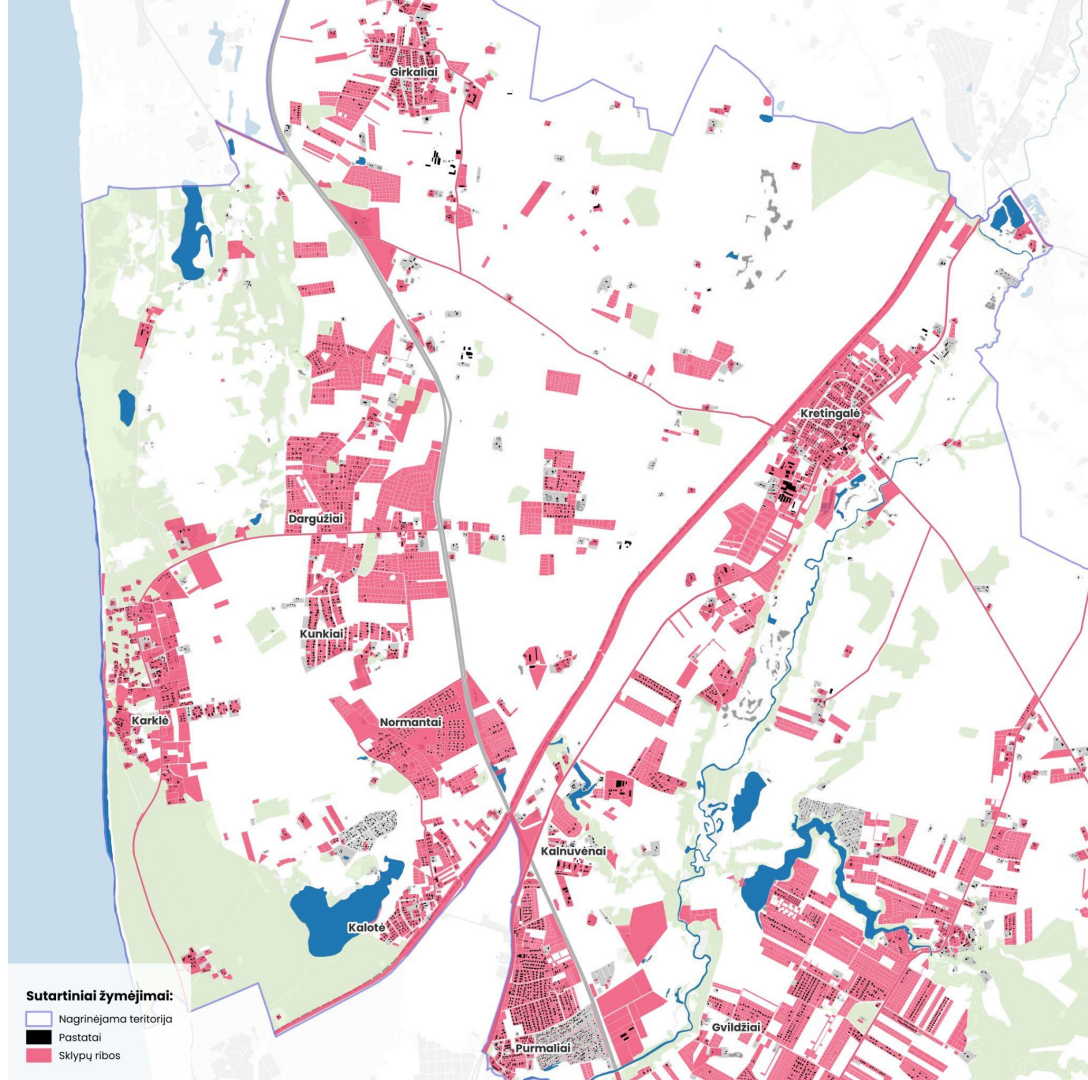 Girkaliai
Kretingalė
Dargužiai
Kunkiai
Karklė
Normantai
Kalnuvėnai
Kalotė
Gvildžiai
Purmaliai
Sutartiniai žymėjimai:
Nagrinėjama teritorija
Pastatai
Sklypų ribos